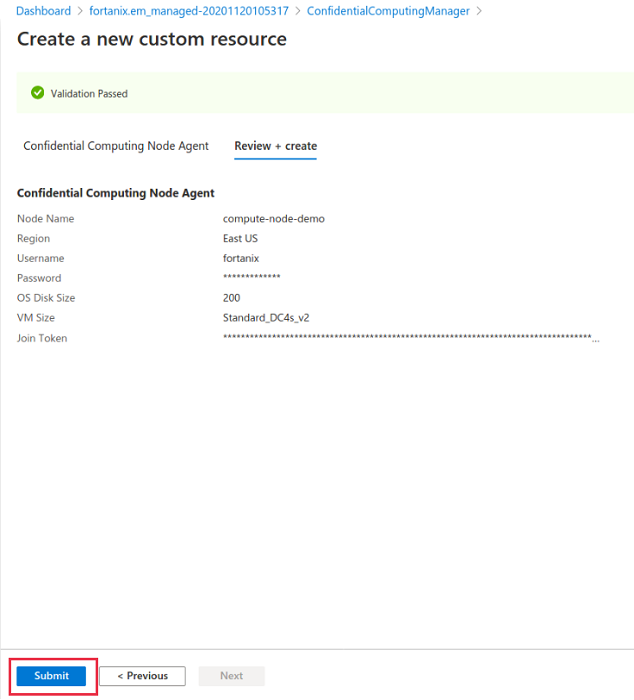 Dashboard > fortanix.em_managed-20201120105317 > ConfidentialComputingManager >
Create a new custom resource
Validation Passed
Confidential Computing Node Agent Review + create
Confidential Computing Node Agent
Node Name compute-node-demo
Region East US
Username fortanix
Password *************
OS Disk Size 200
VM Size Standard_DC4s_v2
Join Token ***********************************************************************************...
Submit < Previous Next